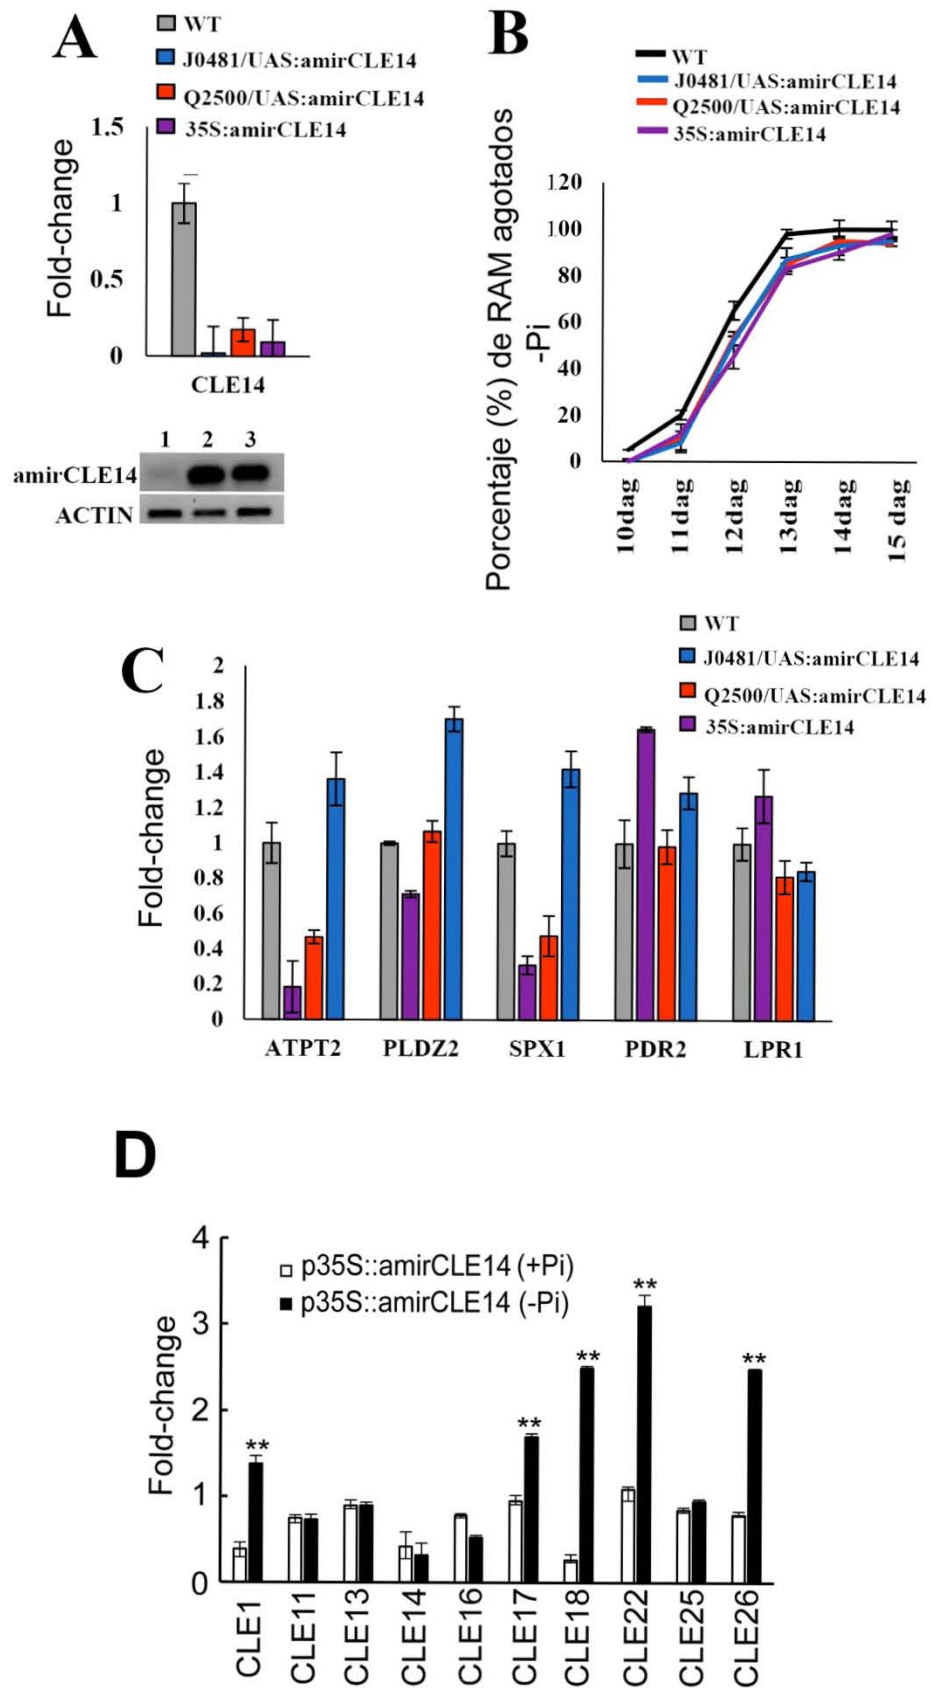 A
WT
J0481/UAS:amirCLE14
Q2500/UAS:amirCLE14
35S:amirCLE14
Fold-change
1.5
1
0.5
0
CLE14
1 2 3
amirCLE14
ACTIN
B
WT
J0481/UAS:amirCLE14
Q2500/UAS:amirCLE14
35S:amirCLE14
Porcentaje (%) de RAM agotados
-Pi
120
100
80
60
40
20
0
10dag
11dag
12dag
13dag
14dag
15 dag
C
WT
J0481/UAS:amirCLE14
Q2500/UAS:amirCLE14
35S:amirCLE14
Fold-change
2
1.8
1.6
1.4
1.2
1
0.8
0.6
0.4
0.2
0
ATPT2 PLDZ2 SPX1 PDR2 LPR1
D
p35S::amirCLE14 (+Pi)
p35S::amirCLE14 (-Pi)
Fold-change
4
3
2
1
0
** ** ** ** **
CLE1
CLE11
CLE13
CLE14
CLE16
CLE17
CLE18
CLE22
CLE25
CLE26